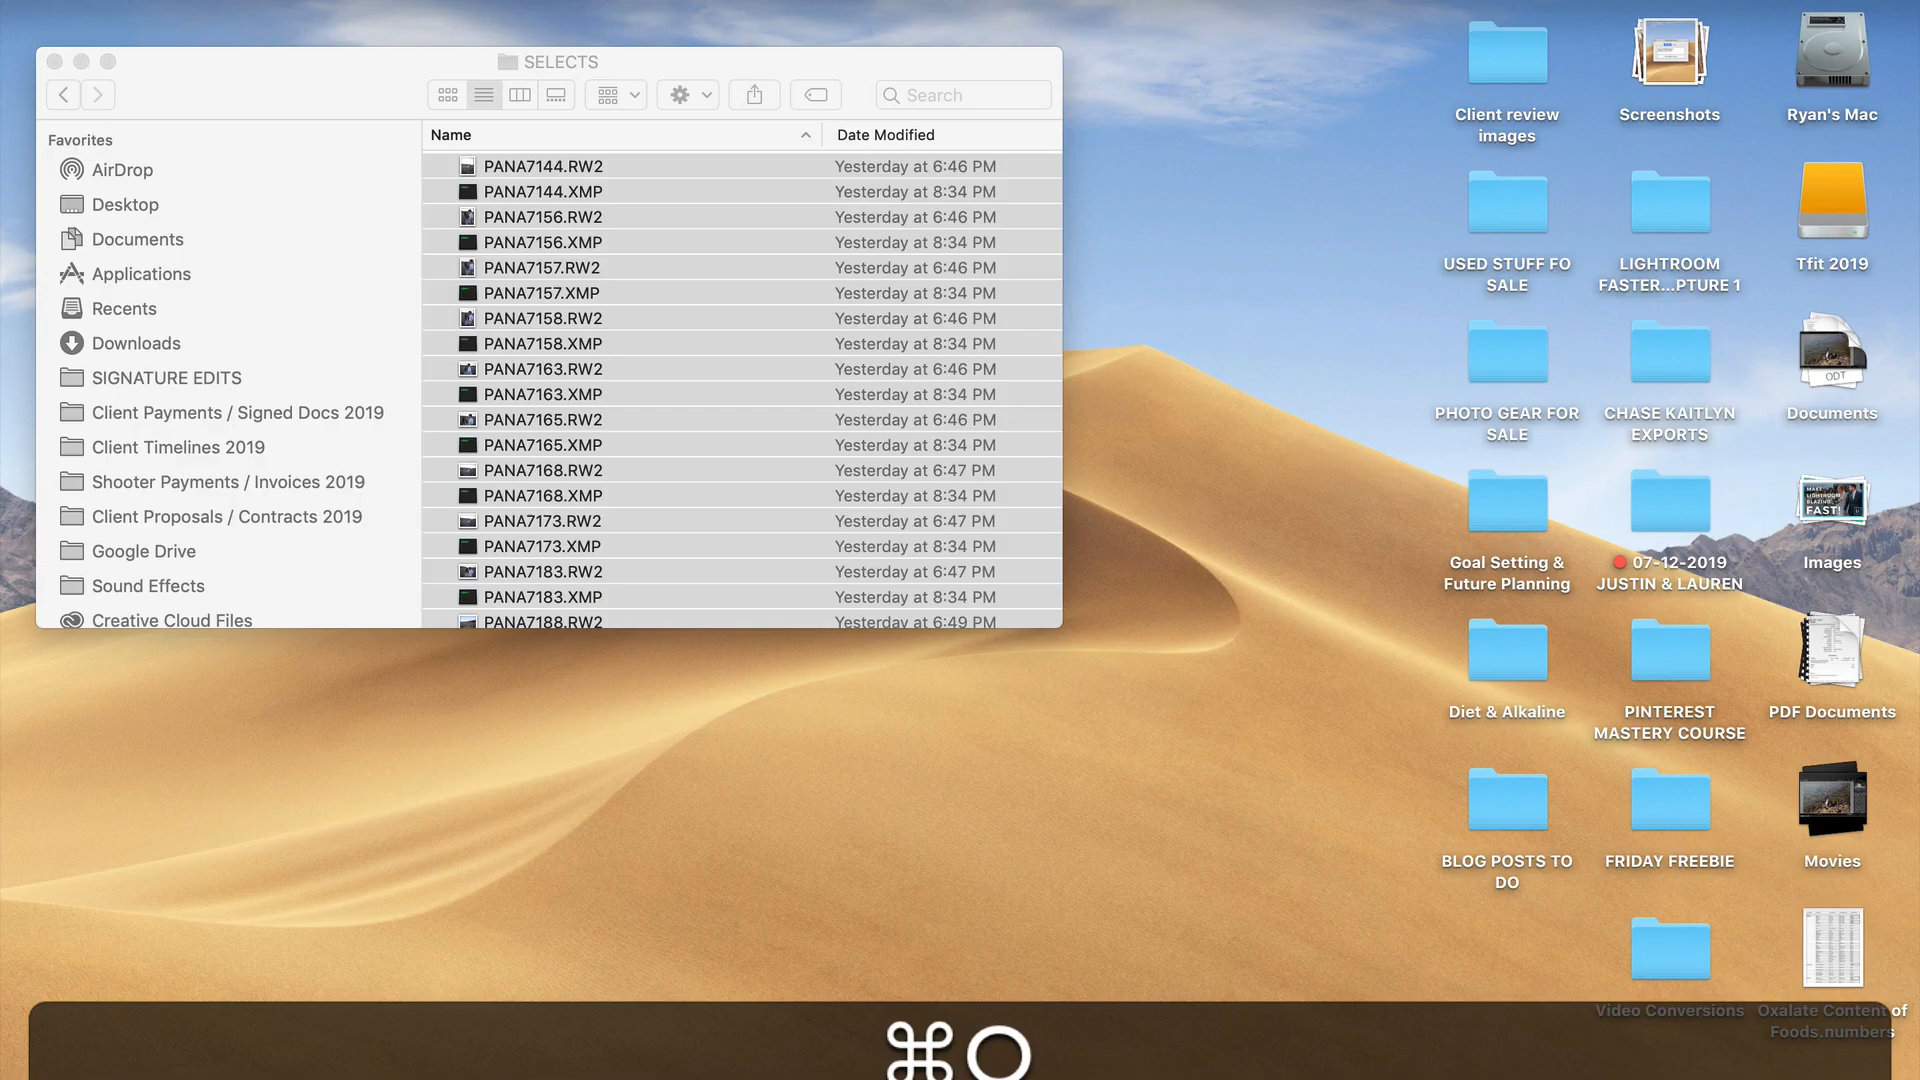 SELECTS
Search
Favorites
AirDrop
Desktop
Documents
Applications
Recents
Downloads
SIGNATURE EDITS
Client Payments / Signed Docs 2019
Client Timelines 2019
Shooter Payments / Invoices 2019
Client Proposals / Contracts 2019
Google Drive
Sound Effects
Creative Cloud Files
Name Date Modified
PANA7144.RW2 Yesterday at 6:46 PM
PANA7144.XMP Yesterday at 8:34 PM
PANA7156.RW2 Yesterday at 6:46 PM
PANA7156.XMP Yesterday at 8:34 PM
PANA7157.RW2 Yesterday at 6:46 PM
PANA7157.XMP Yesterday at 8:34 PM
PANA7158.RW2 Yesterday at 6:46 PM
PANA7158.XMP Yesterday at 8:34 PM
PANA7163.RW2 Yesterday at 6:46 PM
PANA7163.XMP Yesterday at 8:34 PM
PANA7165.RW2 Yesterday at 6:46 PM
PANA7165.XMP Yesterday at 8:34 PM
PANA7168.RW2 Yesterday at 6:47 PM
PANA7168.XMP Yesterday at 8:34 PM
PANA7173.RW2 Yesterday at 6:47 PM
PANA7173.XMP Yesterday at 8:34 PM
PANA7183.RW2 Yesterday at 6:47 PM
PANA7183.XMP Yesterday at 8:34 PM
PANA7188.RW2 Yesterday at 6:49 PM
Client review
images
Screenshots
Ryan's Mac
USED STUFF FO
SALE
LIGHTROOM
FASTER...PTURE 1
Tfit 2019
PHOTO GEAR FOR
SALE
CHASE KAITLYN
EXPORTS
ODT
Documents
Goal Setting &
Future Planning
07-12-2019
JUSTIN & LAUREN
MAKE
LIGHTROOM
BLAZING
FAST!
Images
Diet & Alkaline
PINTEREST
MASTERY COURSE
PDF Documents
BLOG POSTS TO
DO
FRIDAY FREEBIE
Movies
Video Conversions
Oxalate Content of
Foods.numbers
⌘O